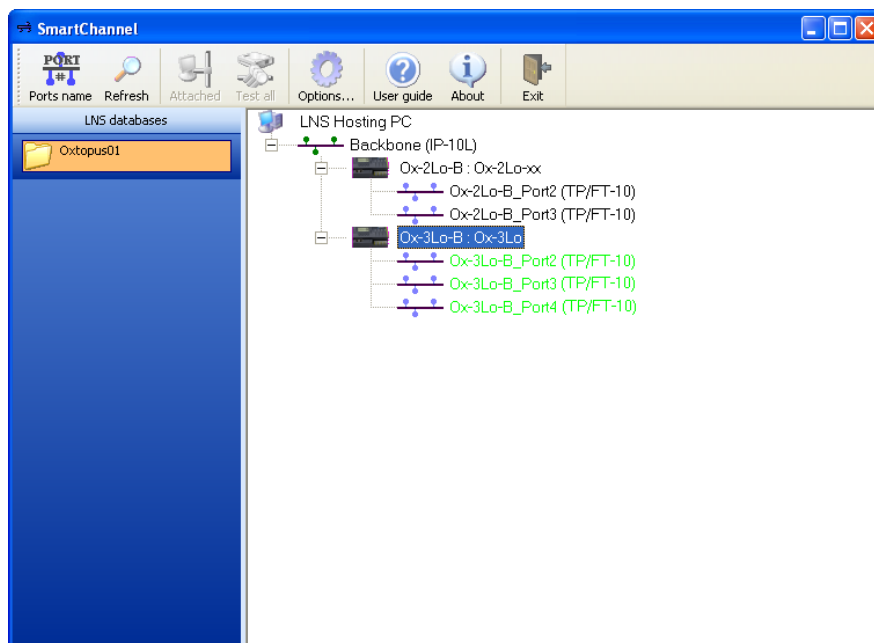 SmartChannel
PORT
#
Ports name Refresh Attached Test all Options... User guide About Exit
LNS databases
Oxtopus01
LNS Hosting PC
Backbone (IP-10L)
Ox-2Lo-B : Ox-2Lo-xx
Ox-2Lo-B_Port2 (TP/FT-10)
Ox-2Lo-B_Port3 (TP/FT-10)
Ox-3Lo-B : Ox-3Lo
Ox-3Lo-B_Port2 (TP/FT-10)
Ox-3Lo-B_Port3 (TP/FT-10)
Ox-3Lo-B_Port4 (TP/FT-10)